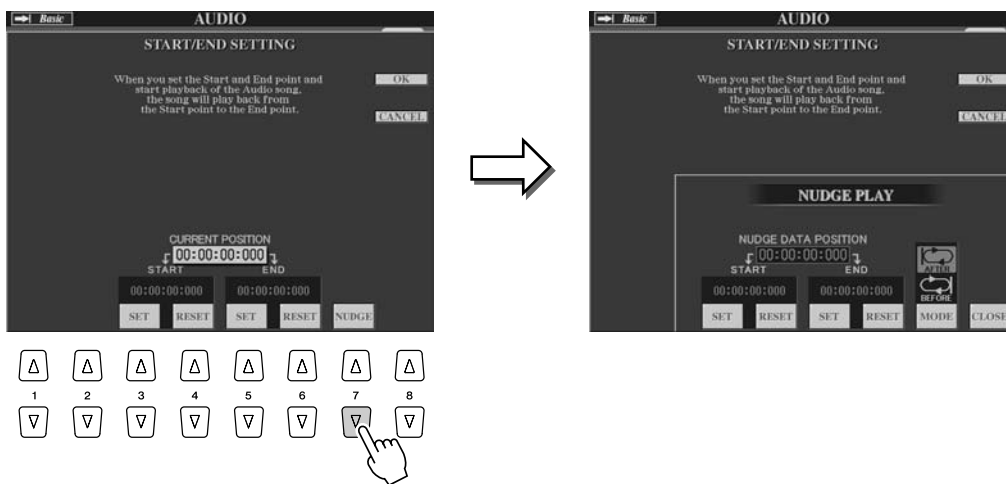 Basic
AUDIO
START/END SETTING
When you set the Start and End point and
start playback of the Audio song,
the song will play back from
the Start point to the End point.
OK
CANCEL
CURRENT POSITION
00:00:00:000
START
END
00:00:00:000
00:00:00:000
SET
RESET
SET
RESET
NUDGE
1
2
3
4
5
6
7
8
Basic
AUDIO
START/END SETTING
When you set the Start and End point and
start playback of the Audio song,
the song will play back from
the Start point to the End point.
OK
CANCEL
NUDGE PLAY
NUDGE DATA POSITION
00:00:00:000
START
END
00:00:00:000
00:00:00:000
AFTER
BEFORE
SET
RESET
SET
RESET
MODE
CLOSE